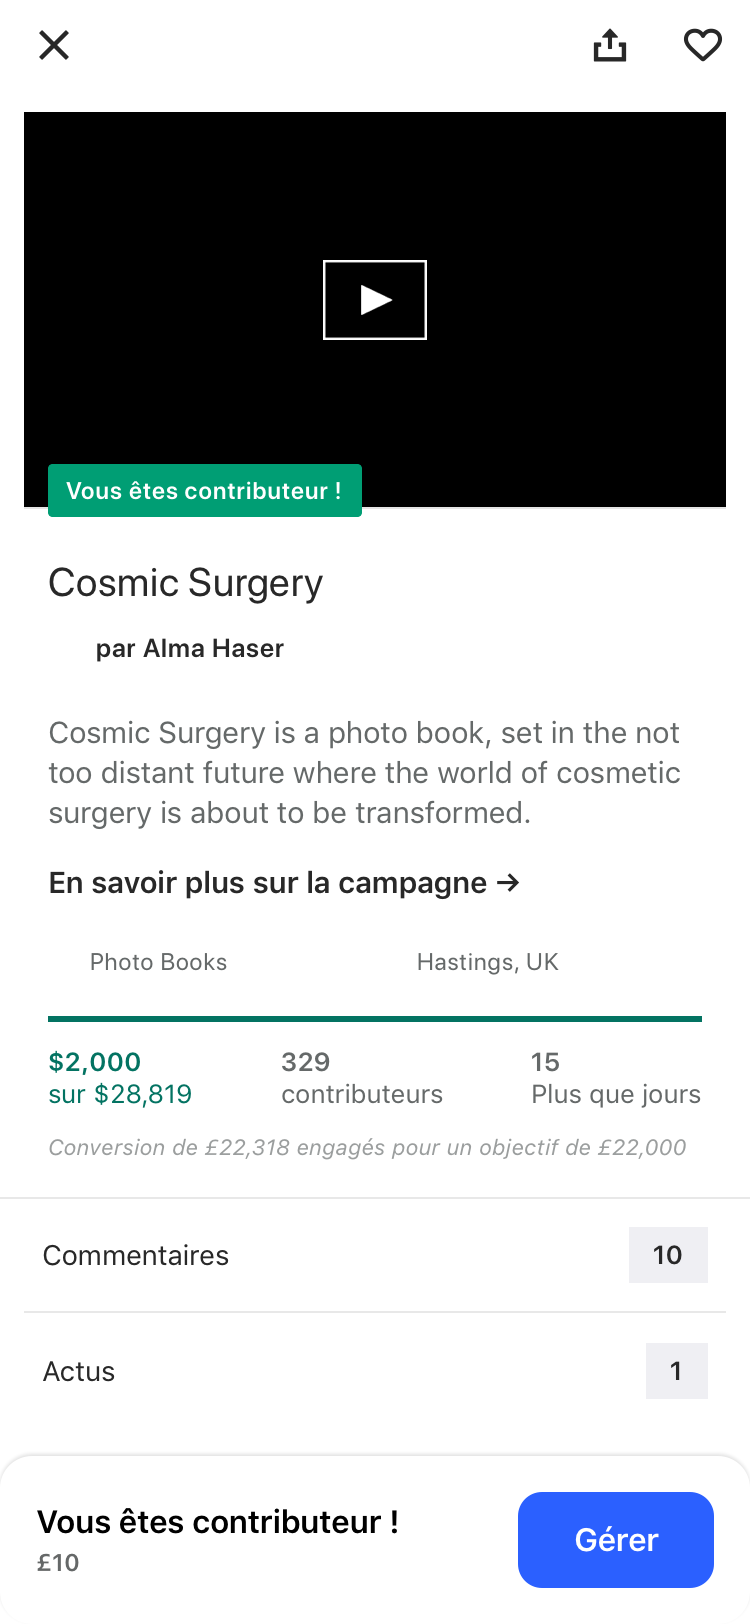 Vous êtes contributeur !
Cosmic Surgery
par Alma Haser
Cosmic Surgery is a photo book, set in the not
too distant future where the world of cosmetic
surgery is about to be transformed.
En savoir plus sur la campagne →
Photo Books
Hastings, UK
$2,000
sur $28,819
329
contributeurs
15
Plus que jours
Conversion de £22,318 engagés pour un objectif de £22,000
Commentaires
10
Actus
1
Vous êtes contributeur !
£10
Gérer